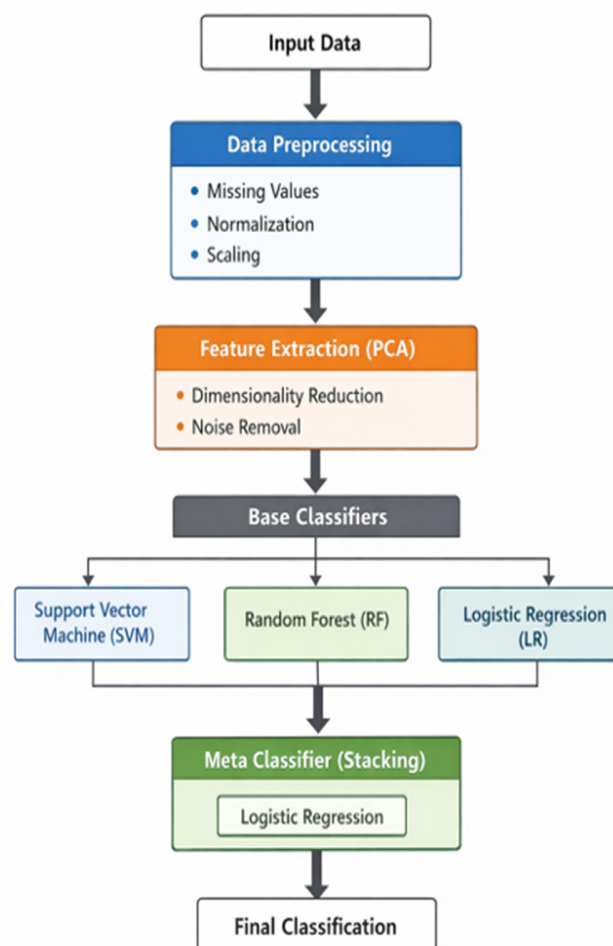 Input Data
Data Preprocessing
• Missing Values
• Normalization
• Scaling
Feature Extraction (PCA)
• Dimensionality Reduction
• Noise Removal
Base Classifiers
Support Vector
Machine (SVM)
Random Forest (RF)
Logistic Regression
(LR)
Meta Classifier (Stacking)
Logistic Regression
Final Classification